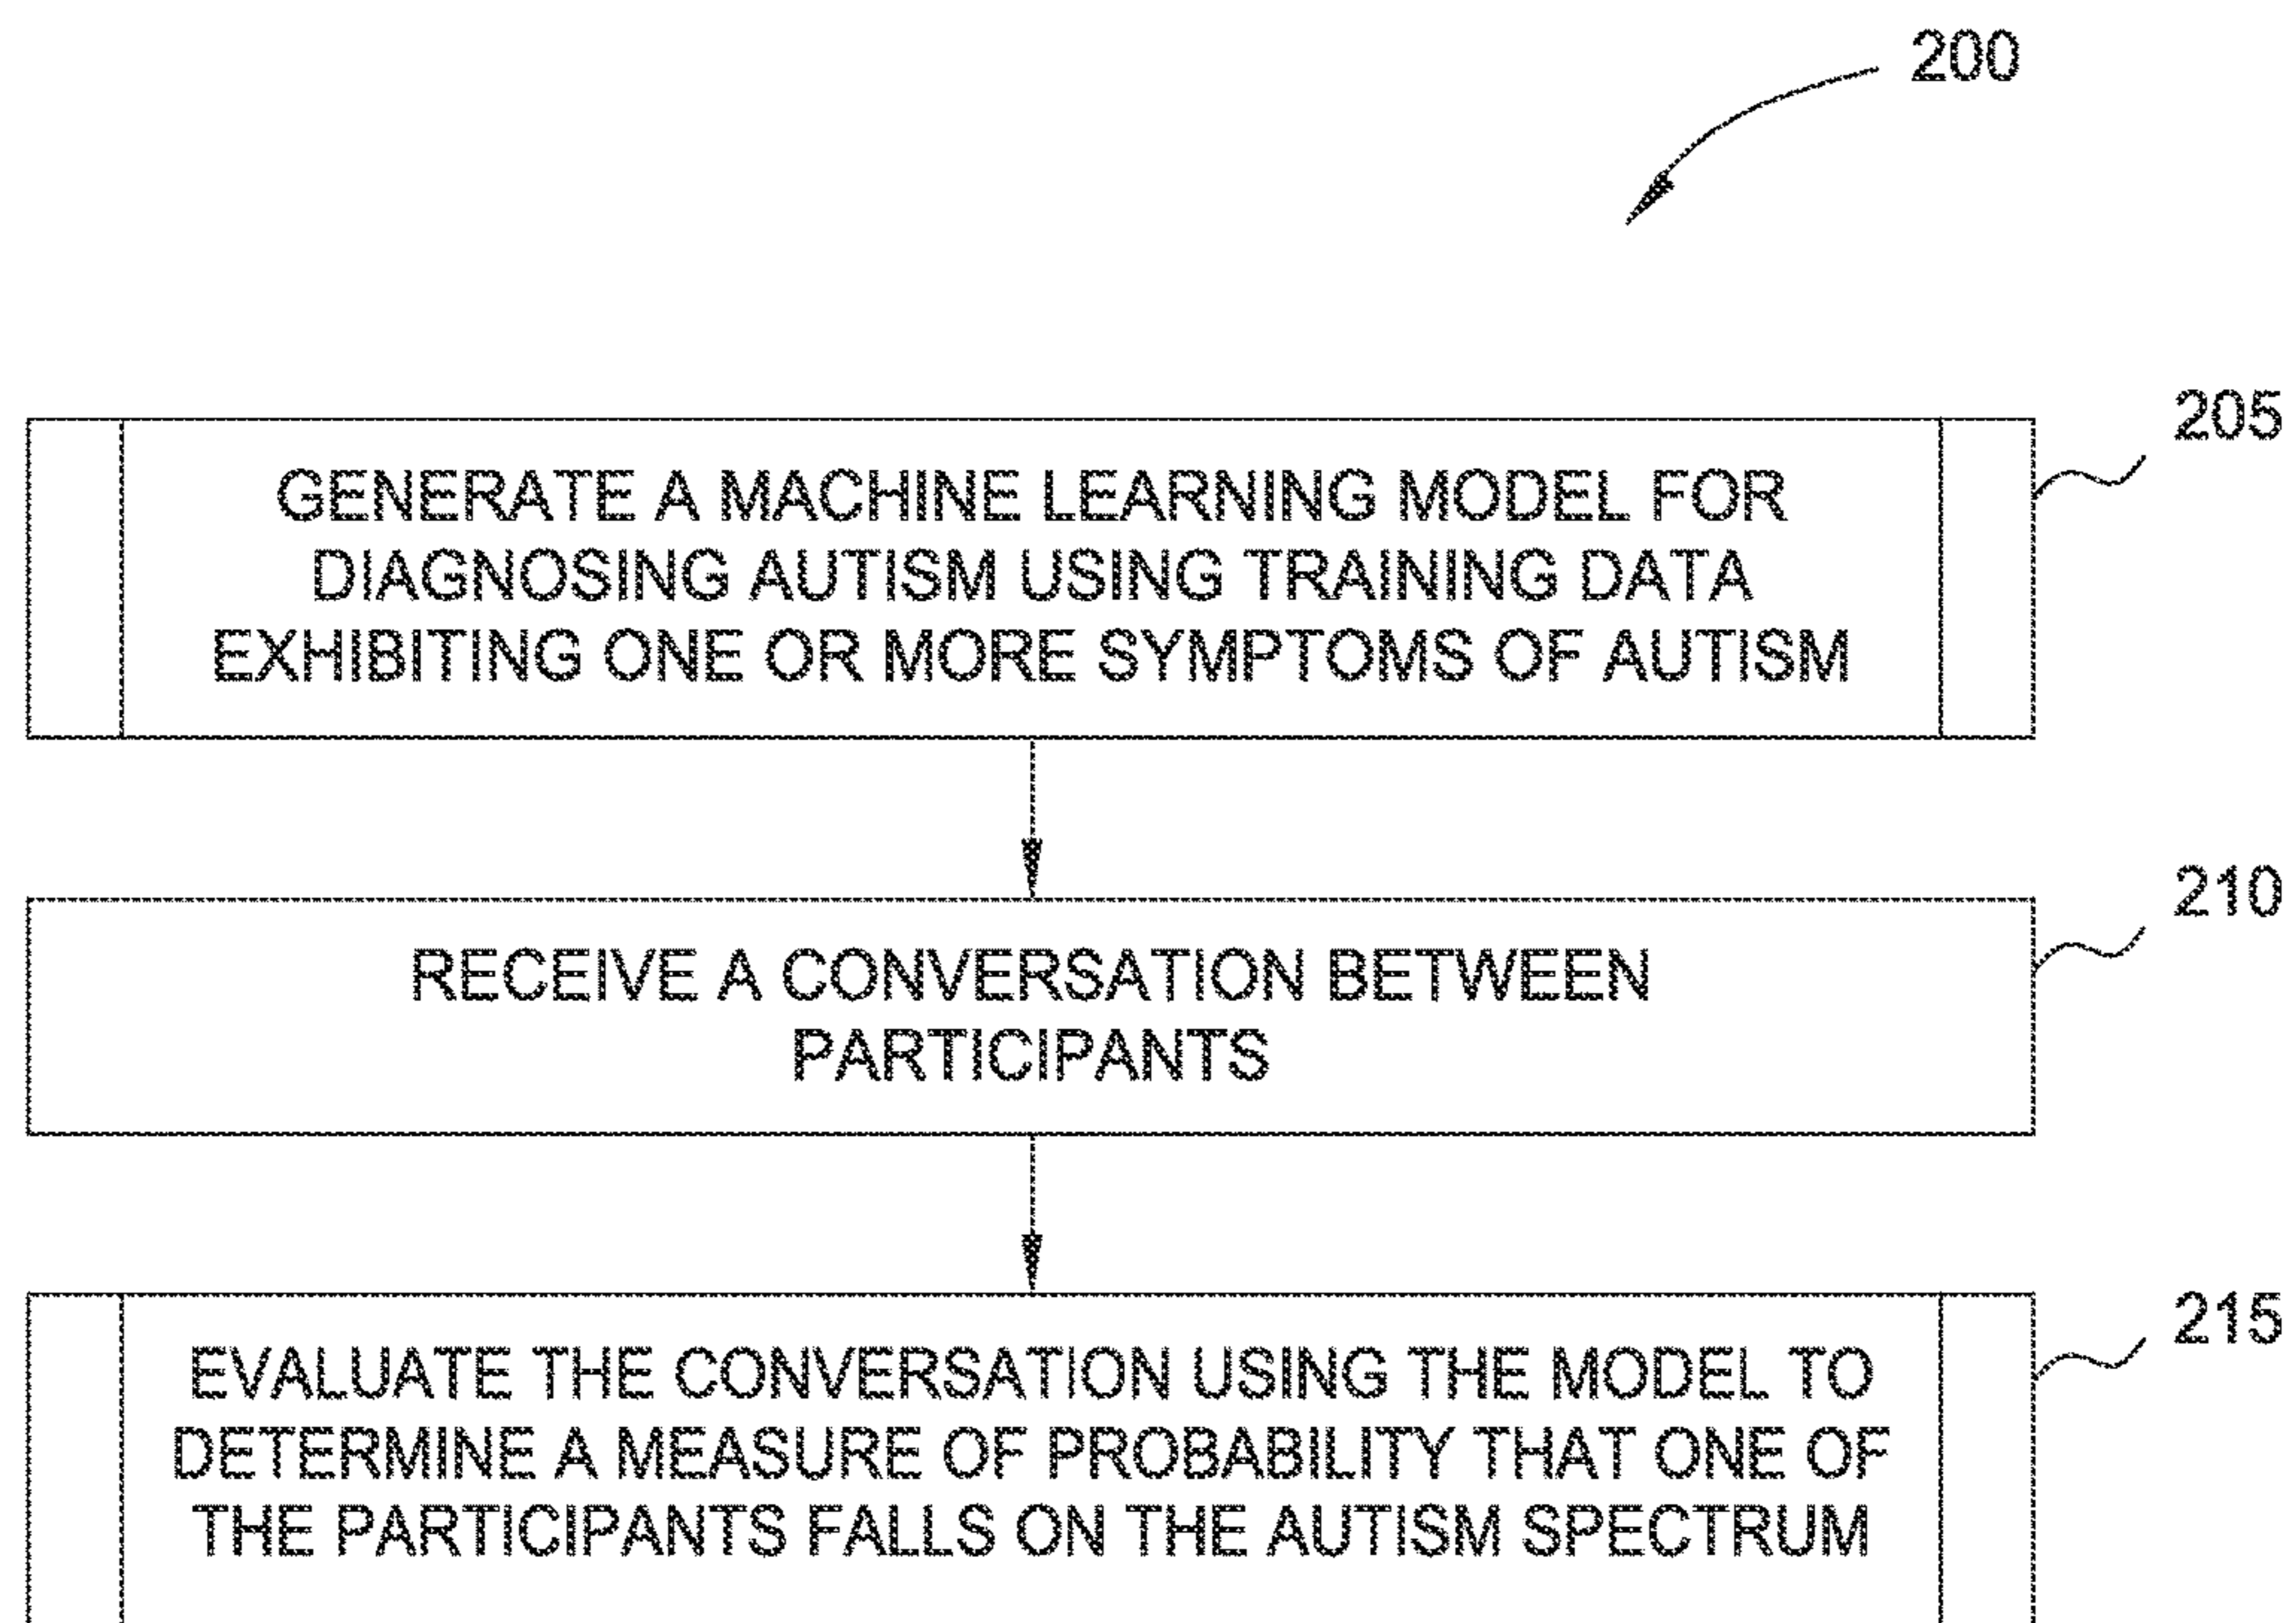 200
205
GENERATE A MACHINE LEARNING MODEL FOR
DIAGNOSING AUTISM USING TRAINING DATA
EXHIBITING ONE OR MORE SYMPTOMS OF AUTISM
210
RECEIVE A CONVERSATION BETWEEN
PARTICIPANTS
215
EVALUATE THE CONVERSATION USING THE MODEL TO
DETERMINE A MEASURE OF PROBABILITY THAT ONE OF
THE PARTICIPANTS FALLS ON THE AUTISM SPECTRUM